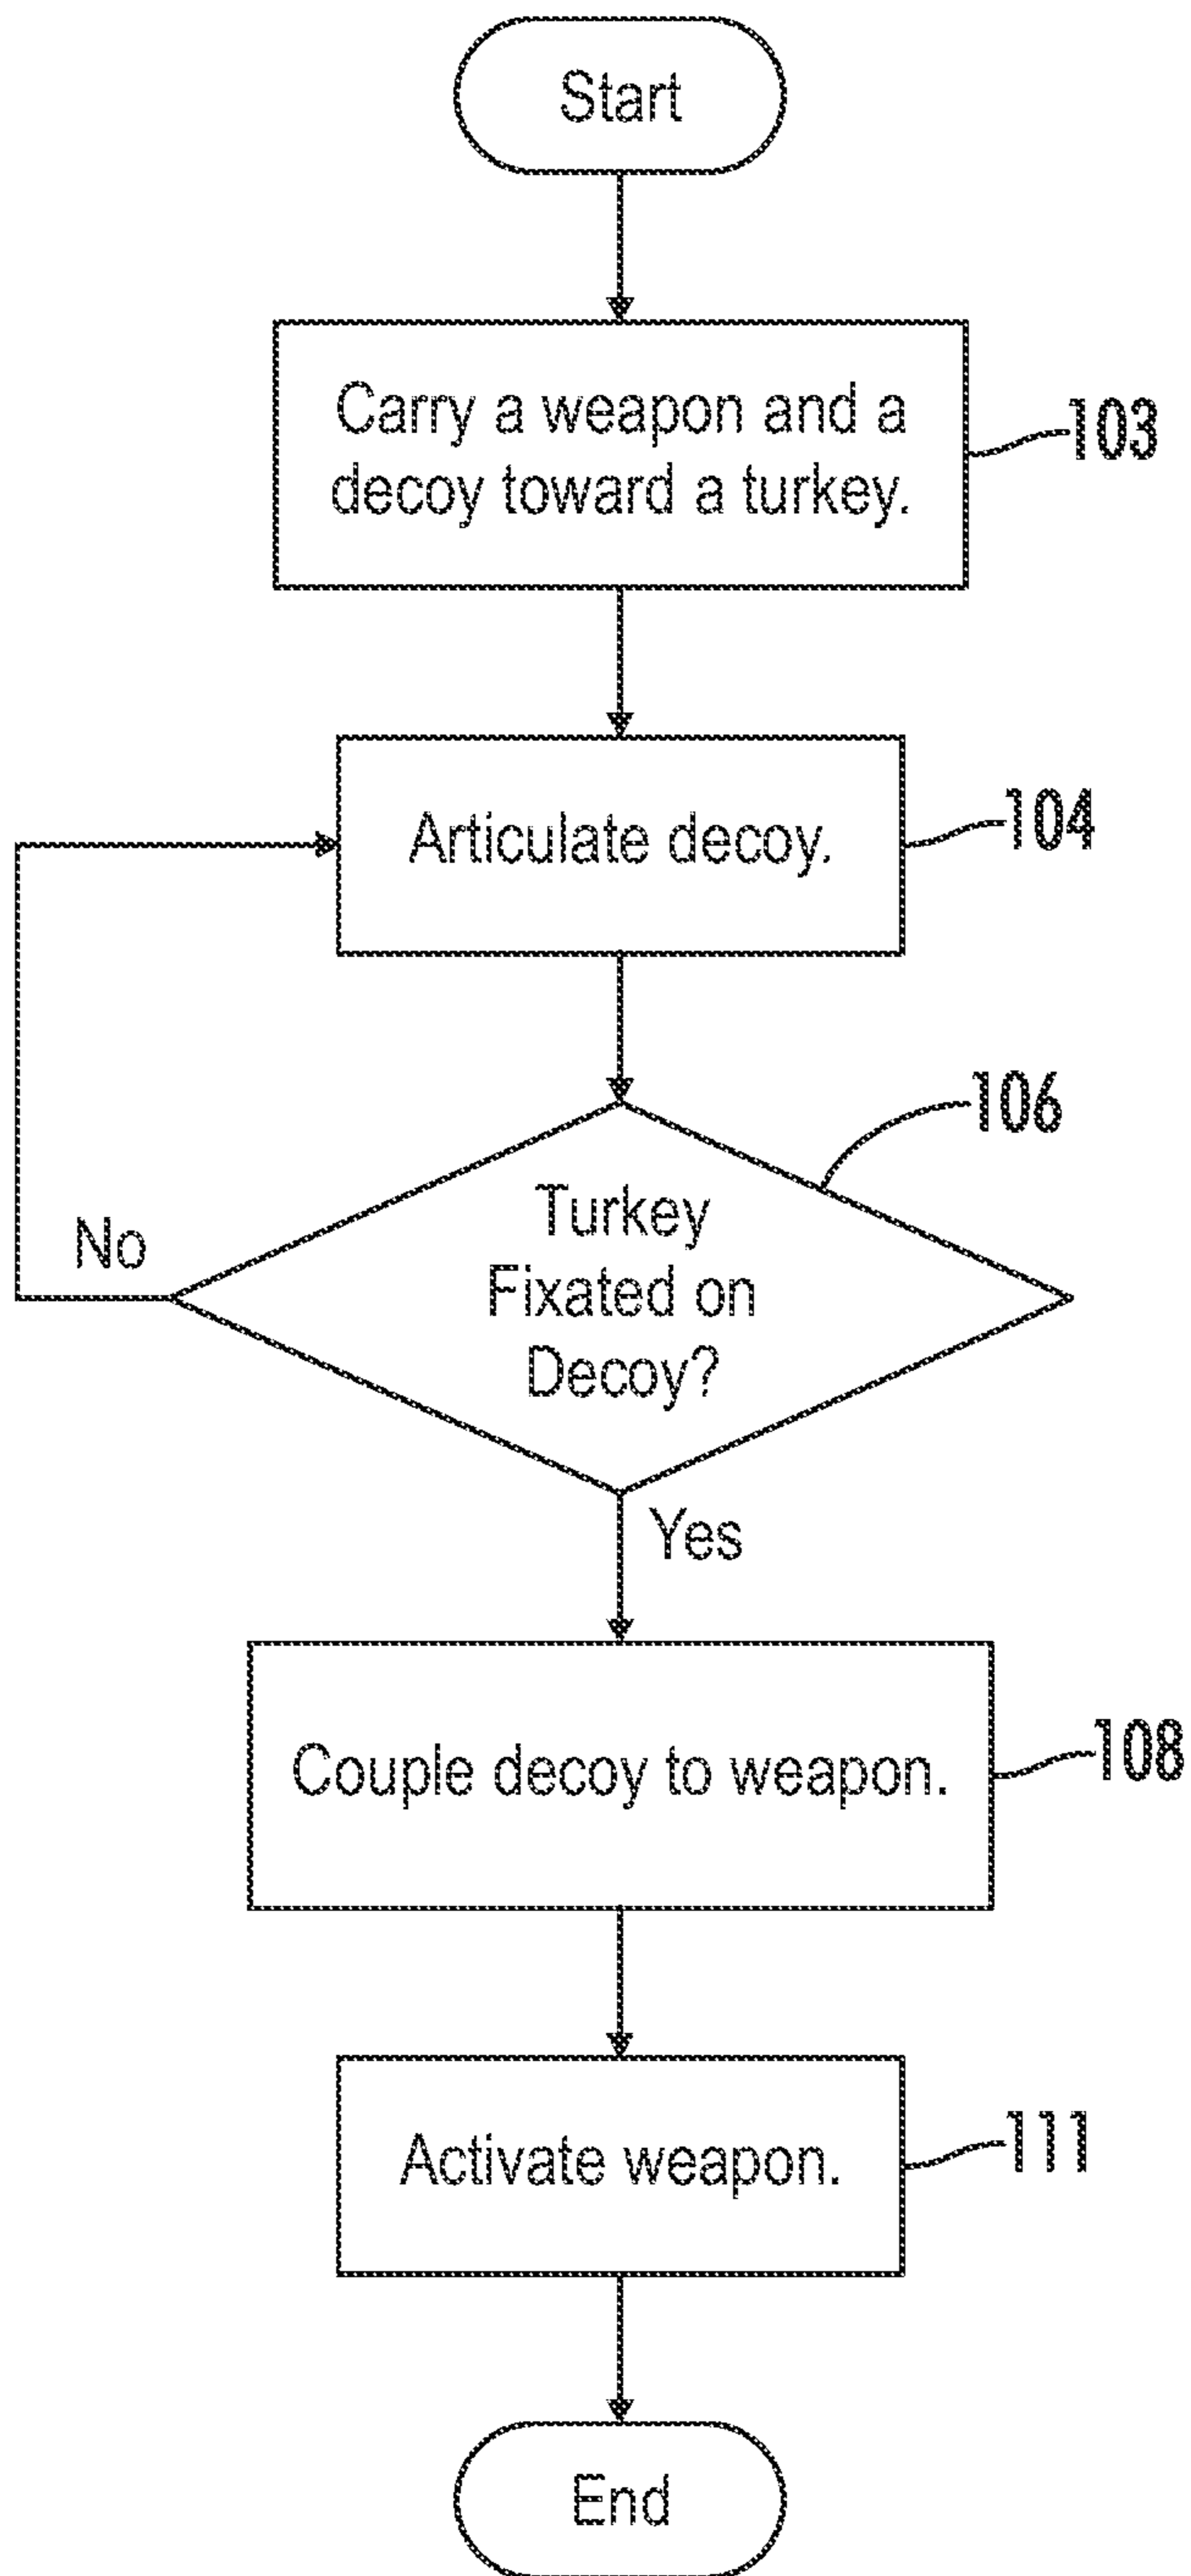 Start
Carry a weapon and a
decoy toward a turkey.
103
Articulate decoy.
104
106
Turkey
Fixated on
Decoy?
No
Yes
Couple decoy to weapon.
108
Activate weapon.
111
End